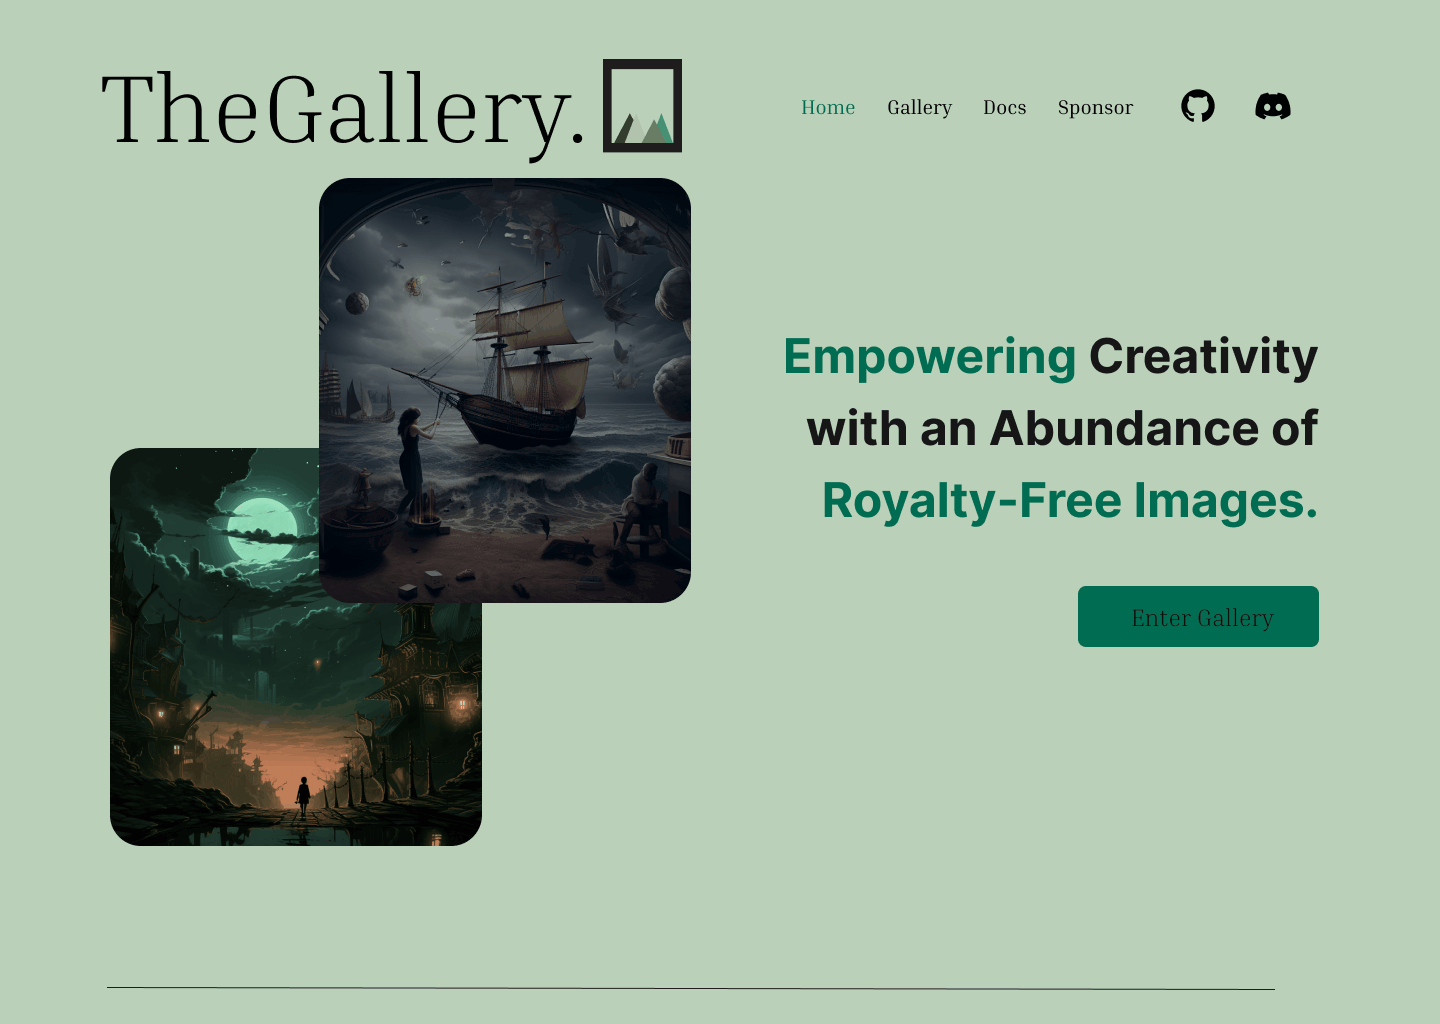 TheGallery.
Home Gallery Docs Sponsor
Empowering Creativity
with an Abundance of
Royalty-Free Images.
Enter Gallery